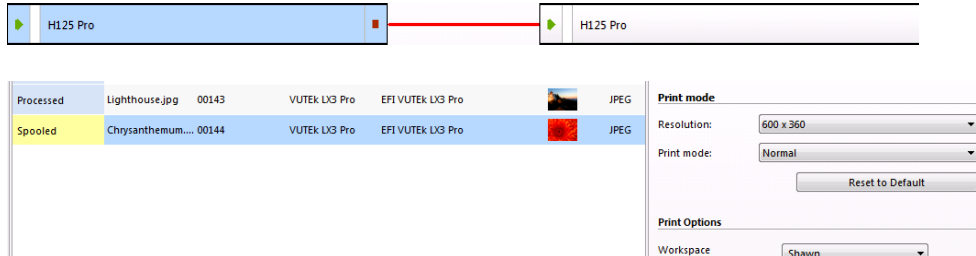 H125 Pro H125 Pro
Processed Lighthouse.jpg 00143 VUTEk LX3 Pro EFI VUTEk LX3 Pro JPEG
Spooled Chrysanthemum.... 00144 VUTEk LX3 Pro EFI VUTEk LX3 Pro JPEG
Print mode
Resolution: 600 x 360
Print mode: Normal
Reset to Default
Print Options
Workspace Shawn